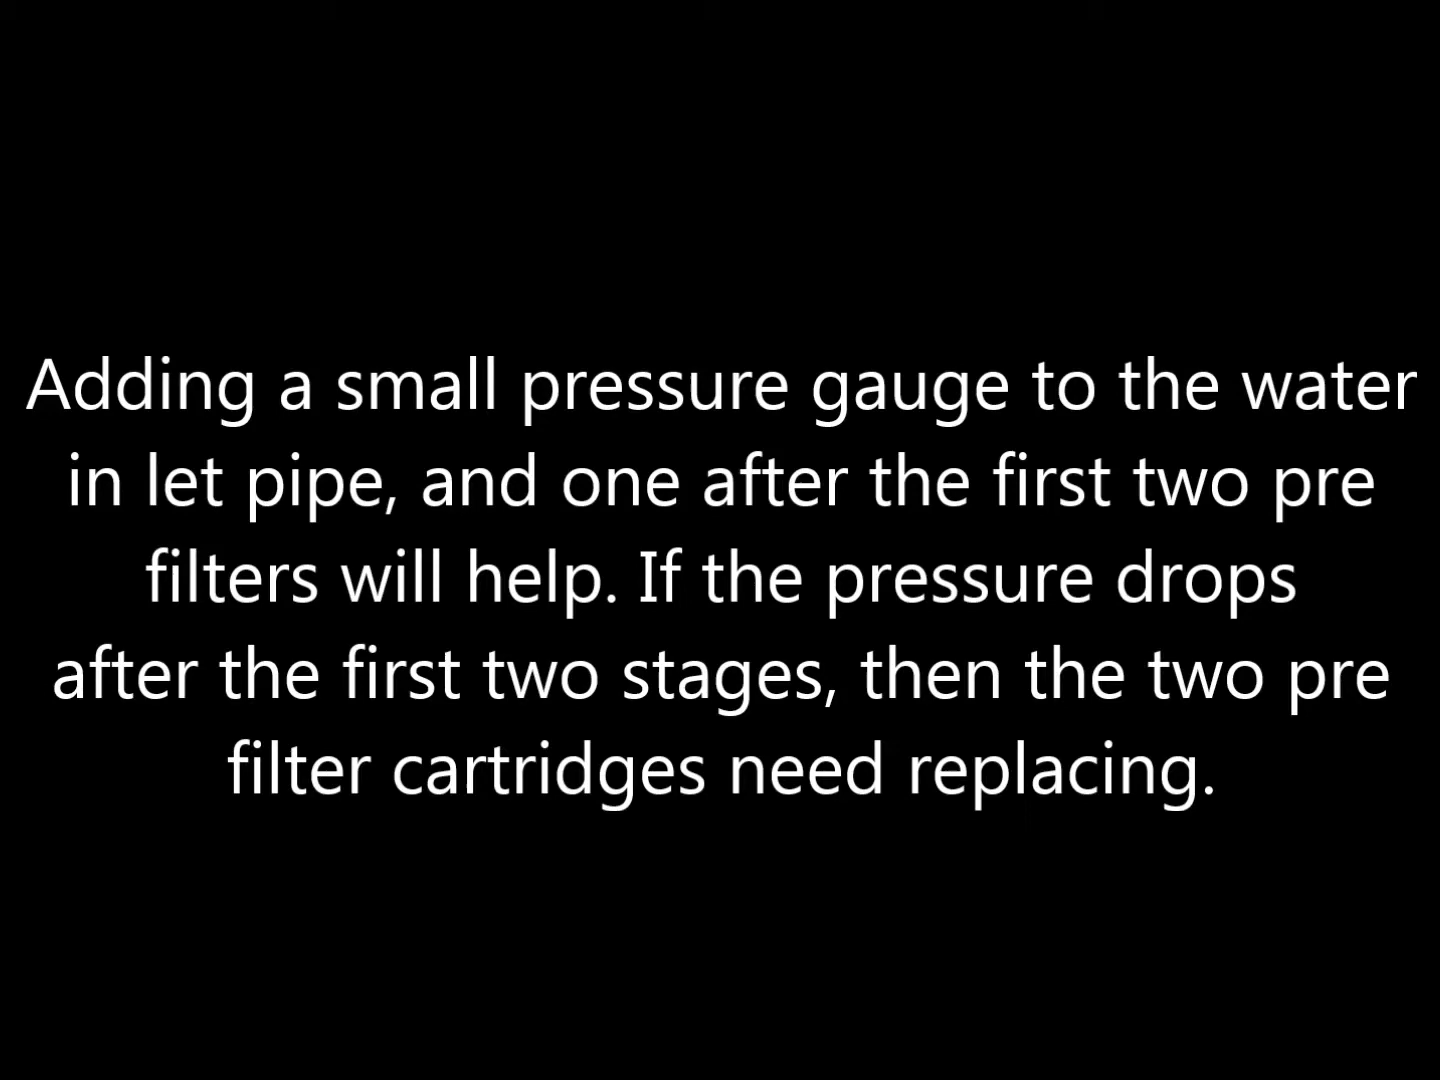 Adding a small pressure gauge to the water
in let pipe, and one after the first two pre
filters will help. If the pressure drops
after the first two stages, then the two pre
filter cartridges need replacing.